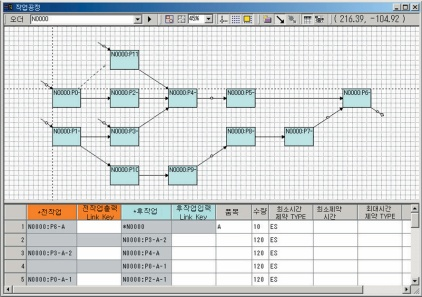 작업공정
오더 N0000 45% ( 216.39, -104.92 )
N0000:P11
N0000:P0- N0000:P2- N0000:P4- N0000:P5- N0000:P6-
N0000:P1- N0000:P3- N0000:P8- N0000:P7-
N0000:P10 N0000:P9-
+전작업 전작업출력 Link Key +후작업 후작업입력 Link Key 품목 수량 최소시간 제약 TYPE 최소제약 시간 최대시간 제약 TYPE
1 N0000:P6-A *N0000 A 10 ES
2 N0000:P3-A-2 120 ES
3 N0000:P4-A-2 120 ES
4 N0000:P0-A-1 N0000:P2-A-1 120 ES
5 N0000:P1-A-1 N0000:P3-A-1 120 ES